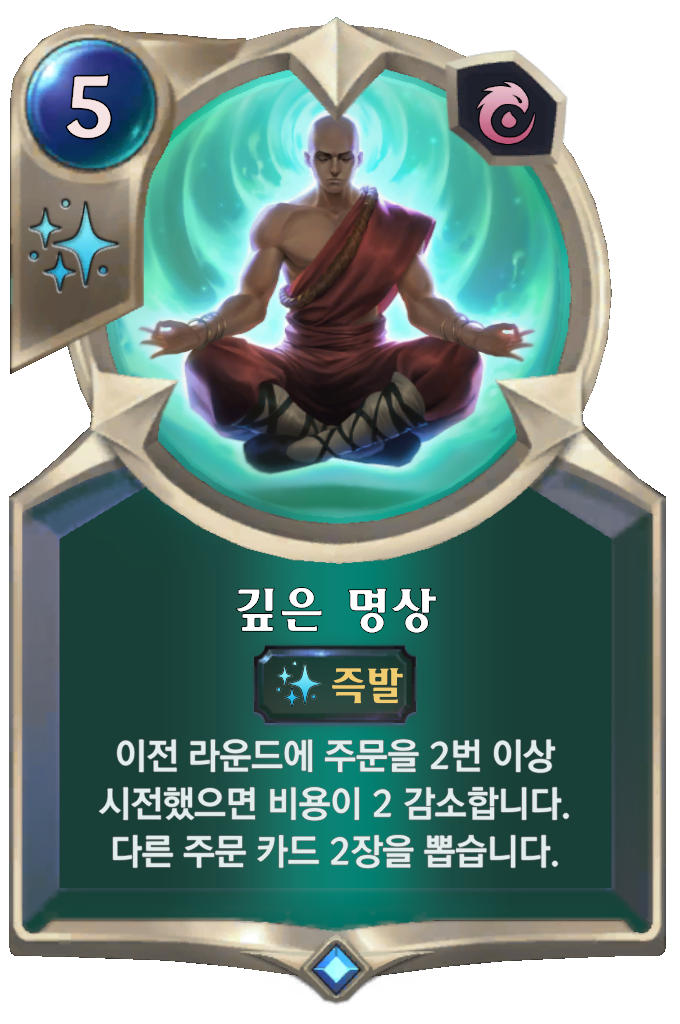 5
깊은 명상
즉발
이전 라운드에 주문을 2번 이상
시전했으면 비용이 2 감소합니다.
다른 주문 카드 2장을 뽑습니다.